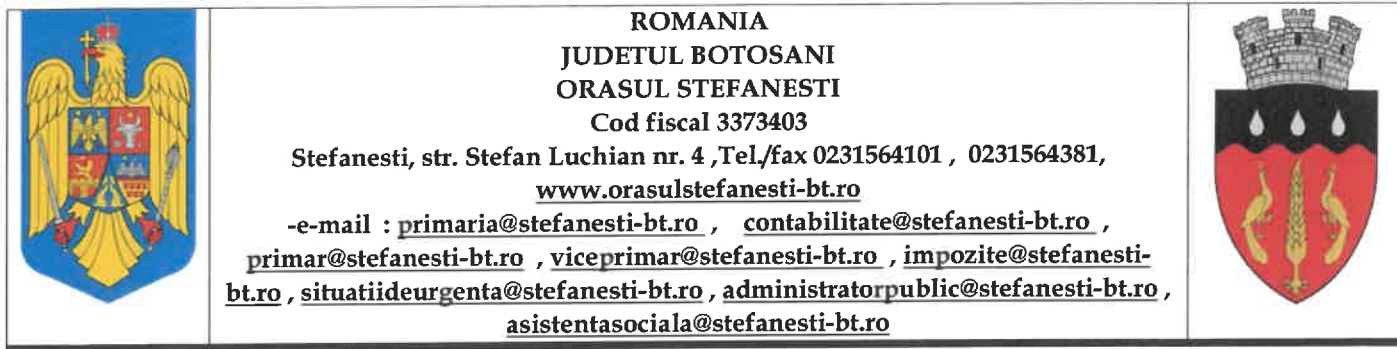 ROMANIA
JUDETUL BOTOSANI
ORASUL STEFANESTI
Cod fiscal 3373403
Stefanesti, str. Stefan Luchian nr. 4 ,Tel./fax 0231564101 , 0231564381,
www.orasulstefanesti-bt.ro
-e-mail : primaria@stefanesti-bt.ro , contabilitate@stefanesti-bt.ro ,
primar@stefanesti-bt.ro , viceprimar@stefanesti-bt.ro , impozite@stefanesti-
bt.ro , situatiideurgenta@stefanesti-bt.ro , administratorpublic@stefanesti-bt.ro ,
asistentasociala@stefanesti-bt.ro